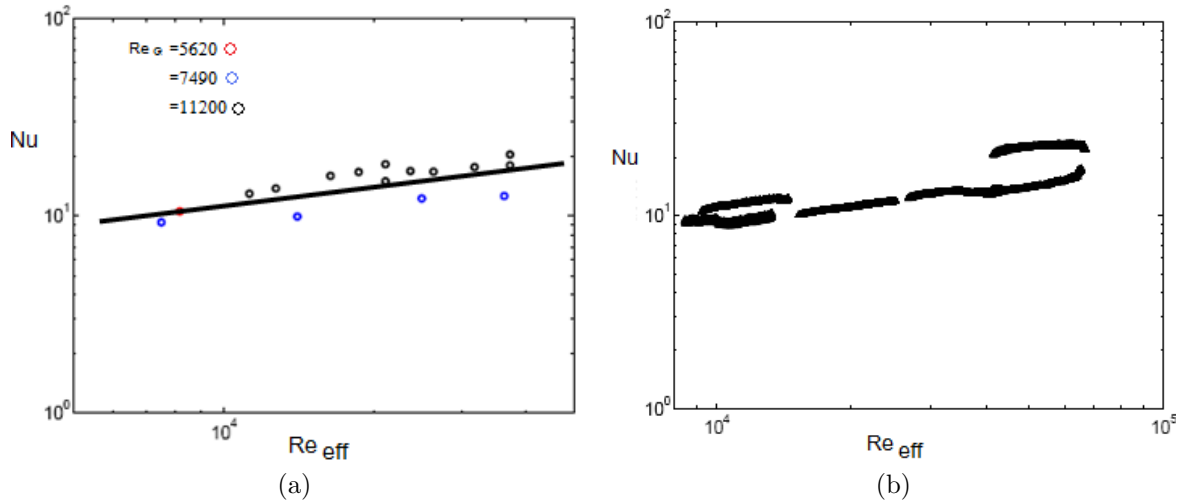 10²
Re G =5620
=7490
=11200
Nu
10¹
10⁰
10⁴
Re eff
(a)
10²
Nu
10¹
10⁰
10⁴
10⁵
Re eff
(b)